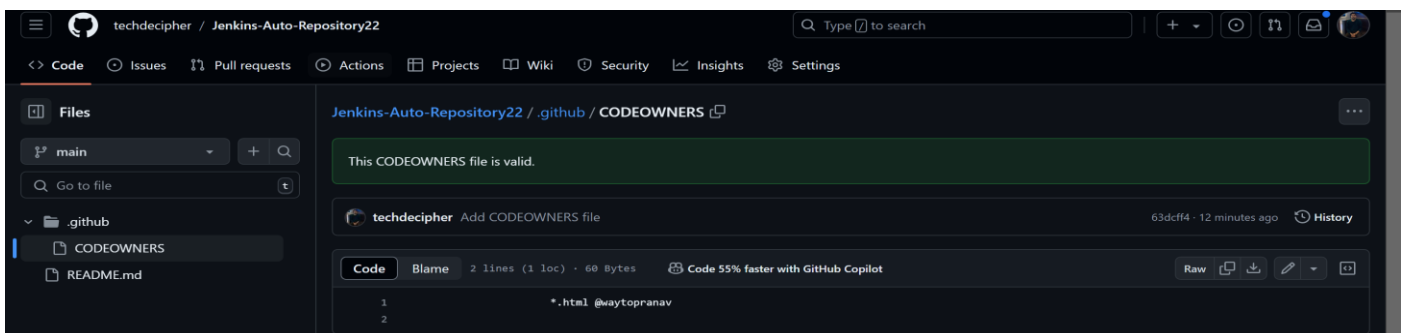 techdecipher / Jenkins-Auto-Repository22
Type / to search
Code Issues Pull requests Actions Projects Wiki Security Insights Settings
Files
Jenkins-Auto-Repository22 / .github / CODEOWNERS
main
This CODEOWNERS file is valid.
Go to file t
techdecipher Add CODEOWNERS file 63dcff4 · 12 minutes ago History
.github
CODEOWNERS
README.md
Code Blame 2 lines (1 loc) · 60 Bytes Code 55% faster with GitHub Copilot Raw
1 *.html @waytopranav
2